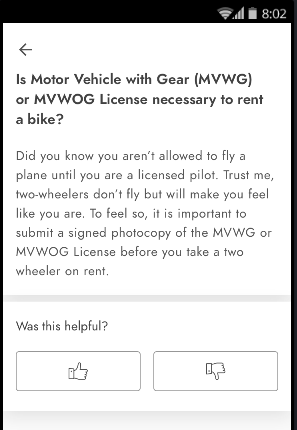 8:02
Is Motor Vehicle with Gear (MVWG)
or MVWOG License necessary to rent
a bike?
Did you know you aren't allowed to fly a
plane until you are a licensed pilot. Trust me,
two-wheelers don't fly but will make you feel
like you are. To feel so, it is important to
submit a signed photocopy of the MVWG or
MVWOG License before you take a two
wheeler on rent.
Was this helpful?